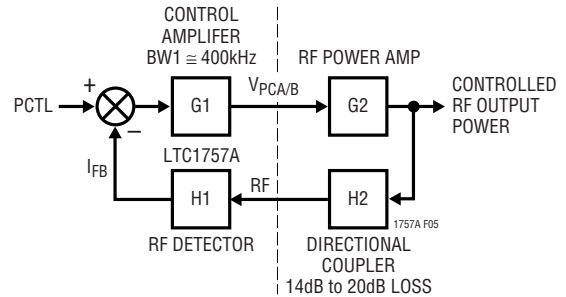 CONTROL
AMPLIFER
BW1 ≅ 400kHz
RF POWER AMP
PCTL
+
–
G1
VPCA/B
G2
CONTROLLED
RF OUTPUT
POWER
IFB
LTC1757A
H1
RF
H2
1757A F05
RF DETECTOR
DIRECTIONAL
COUPLER
14dB to 20dB LOSS